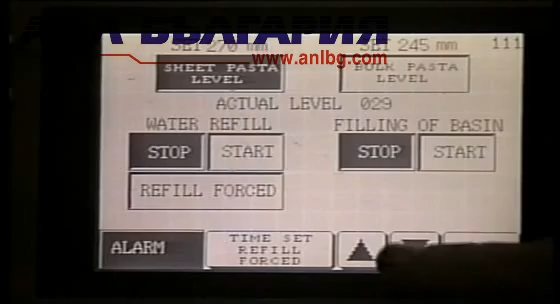 А БЪЛГАРИЯ
SET 270 mm SET 245 mm 111
www.anlbg.com
SHEET PASTA LEVEL
BULK PASTA LEVEL
ACTUAL LEVEL 029
WATER REFILL
FILLING OF BASIN
STOP START
STOP START
REFILL FORCED
ALARM
TIME SET
REFILL
FORCED